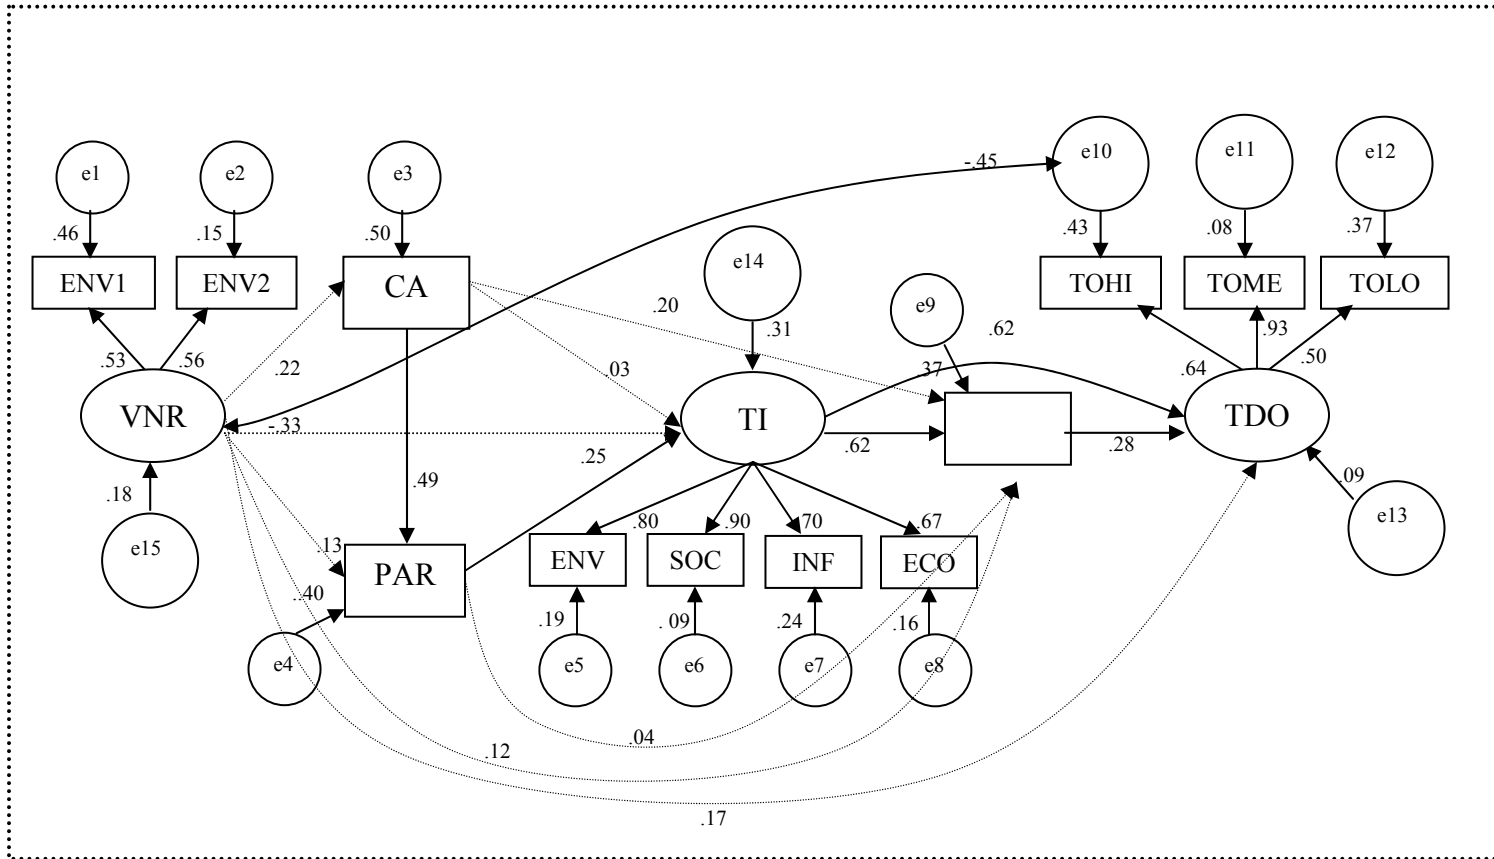 e1
e2
e3
e10
e11
e12
-.45
.46
.15
.50
.43
.08
.37
e14
ENV1
ENV2
CA
TOHI
TOME
TOLO
e9
.20
.31
.62
.93
.53
.56
.22
.03
.37
.64
.50
VNR
TI
TDO
-.33
.62
.28
.25
.49
.09
.18
.80
.90
.70
.67
e15
e13
.13
PAR
ENV
SOC
INF
ECO
.40
.19
.09
.24
.16
e4
e5
e6
e7
e8
.04
.12
.17